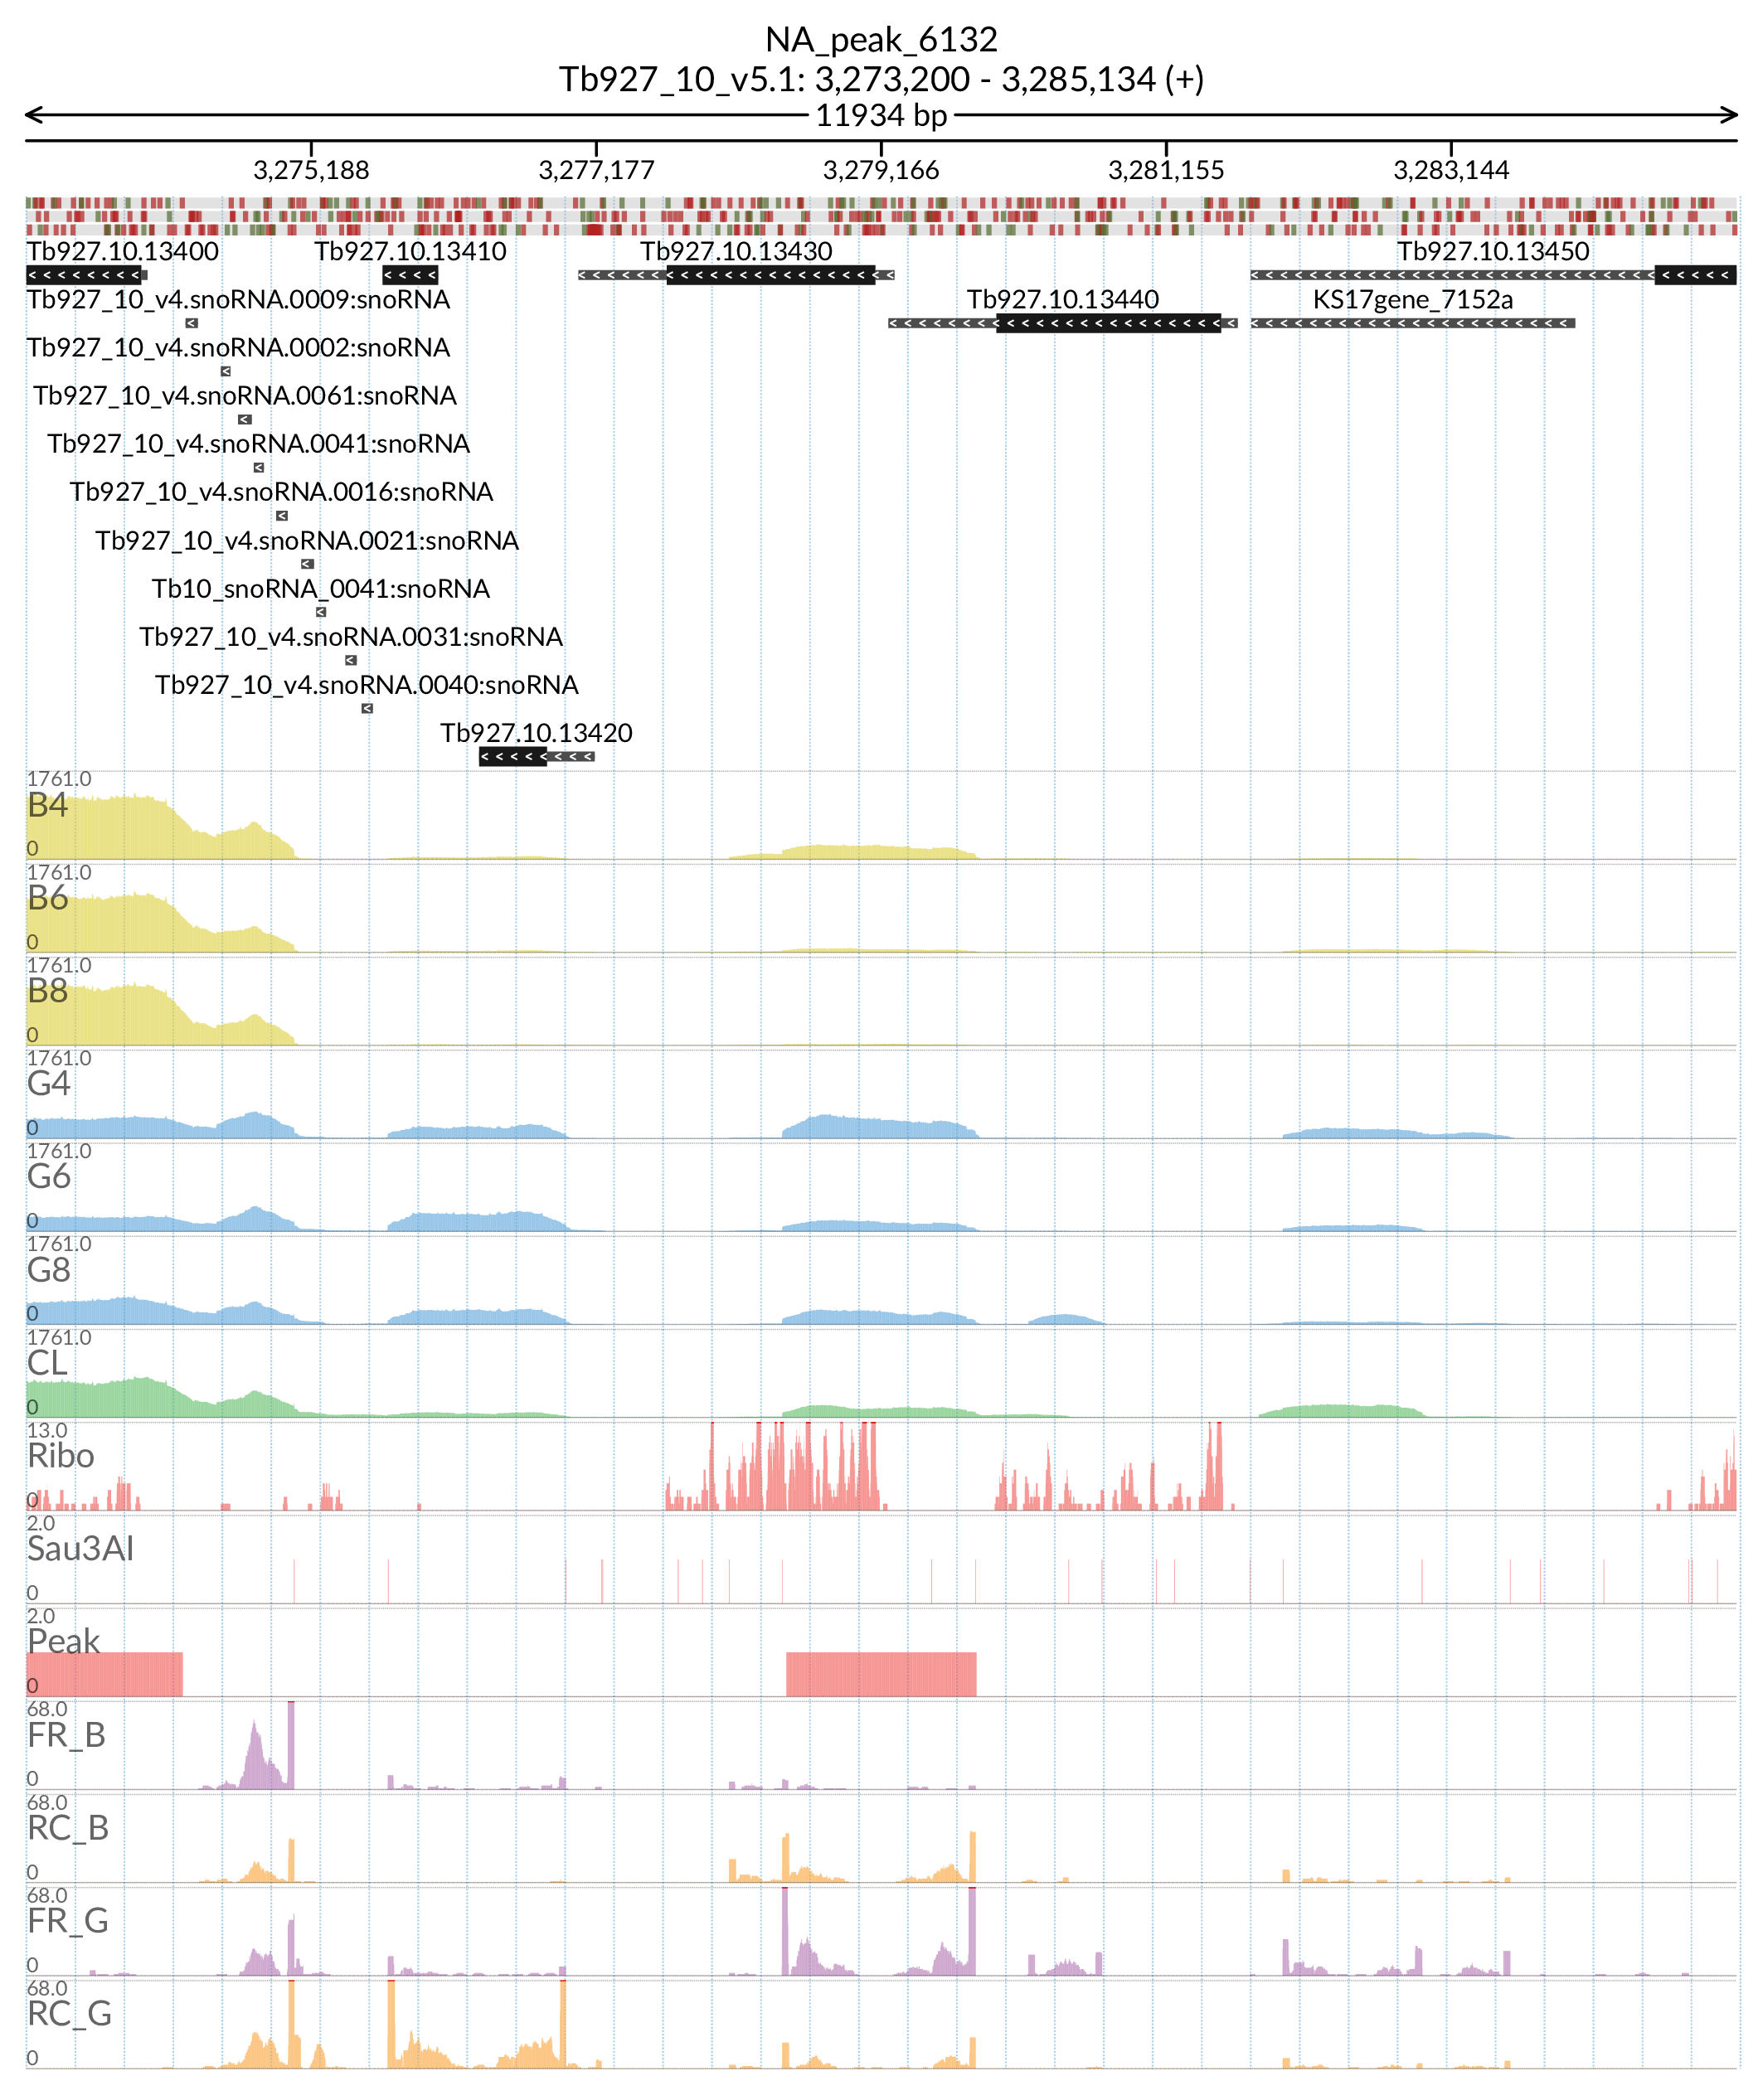 NA_peak_6132
Tb927_10_v5.1: 3,273,200 - 3,285,134 (+)
11934 bp
3,275,188 3,277,177 3,279,166 3,281,155 3,283,144
Tb927.10.13400 Tb927.10.13410 Tb927.10.13430 Tb927.10.13450
Tb927_10_v4.snoRNA.0009:snoRNA Tb927.10.13440 KS17gene_7152a
Tb927_10_v4.snoRNA.0002:snoRNA
Tb927_10_v4.snoRNA.0061:snoRNA
Tb927_10_v4.snoRNA.0041:snoRNA
Tb927_10_v4.snoRNA.0016:snoRNA
Tb927_10_v4.snoRNA.0021:snoRNA
Tb10_snoRNA_0041:snoRNA
Tb927_10_v4.snoRNA.0031:snoRNA
Tb927_10_v4.snoRNA.0040:snoRNA
Tb927.10.13420
1761.0
B4
0
1761.0
B6
0
1761.0
B8
0
1761.0
G4
0
1761.0
G6
0
1761.0
G8
0
1761.0
CL
0
13.0
Ribo
0
2.0
Sau3AI
0
2.0
Peak
0
68.0
FR_B
0
68.0
RC_B
0
68.0
FR_G
0
68.0
RC_G
0